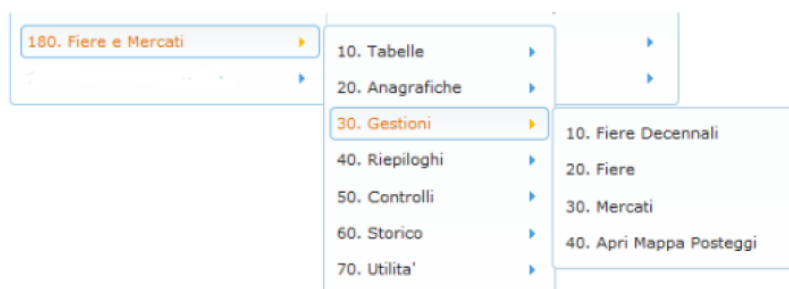 180. Fiere e Mercati
10. Tabelle
20. Anagrafiche
30. Gestioni
40. Riepiloghi
50. Controlli
60. Storico
70. Utilita'
10. Fiere Decennali
20. Fiere
30. Mercati
40. Apri Mappa Posteggi